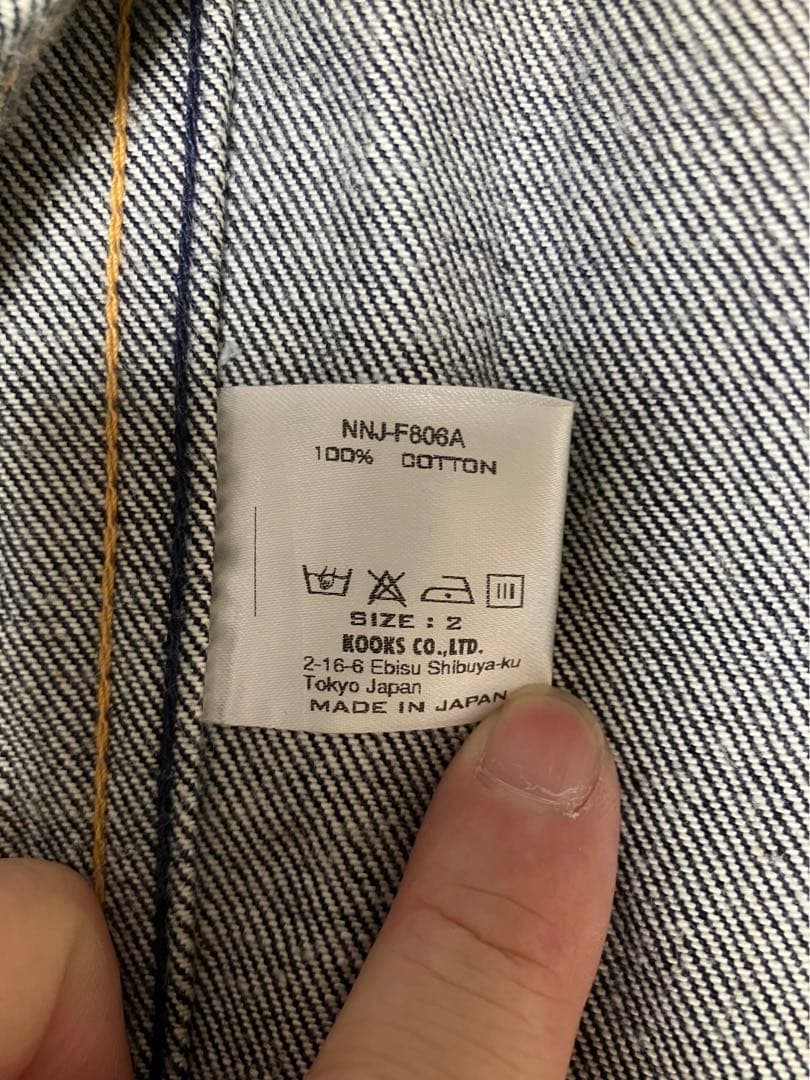 NNJ-F806A
100% COTTON
SIZE : 2
KOOKS CO.,LTD.
2-16-6 Ebisu Shibuya-ku
Tokyo Japan
MADE IN JAPAN